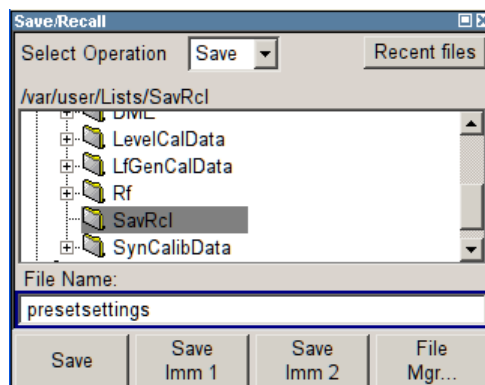 Save/Recall
Select Operation Save Recent files
/var/user/Lists/SavRcl
DME
LevelCalData
LfGenCalData
Rf
SavRcl
SynCalibData
File Name:
presetsettings
Save
Save Imm 1
Save Imm 2
File Mgr...